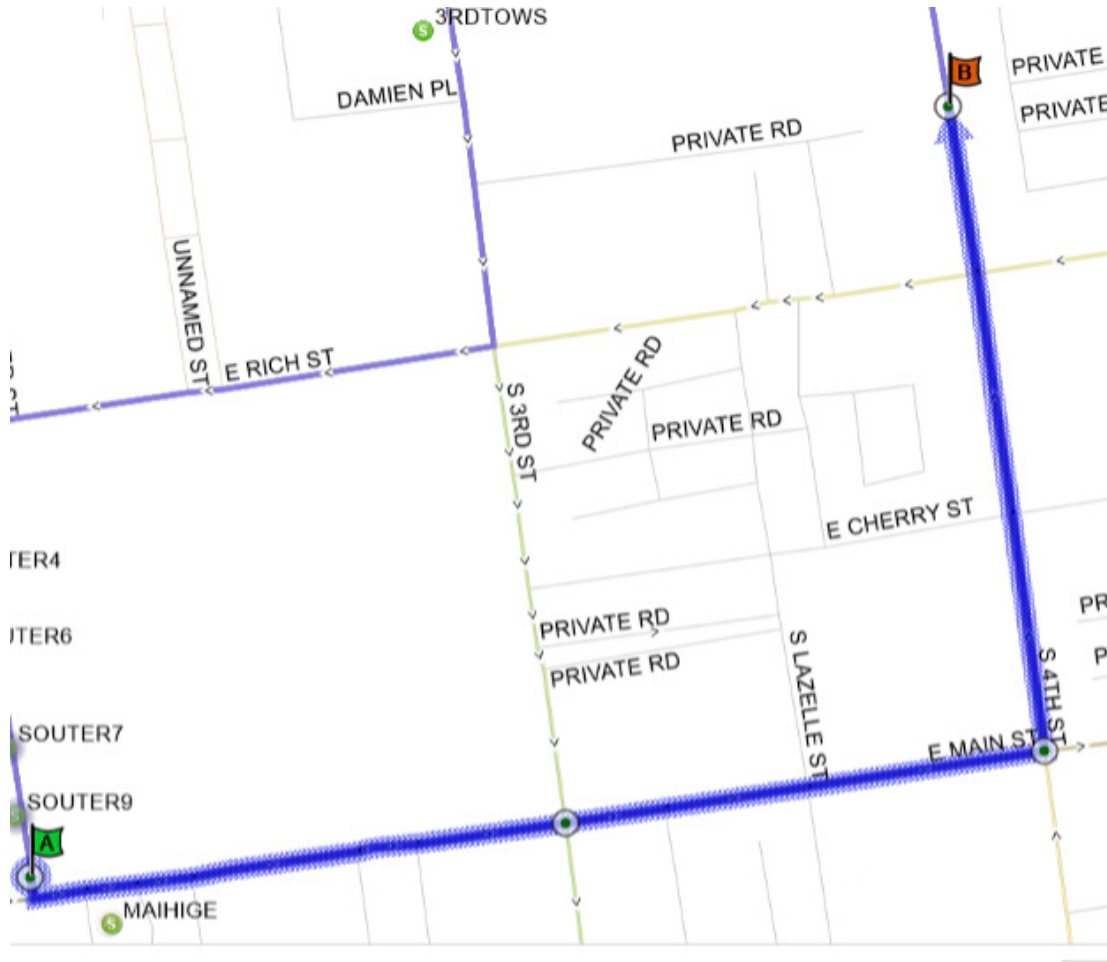 3RDTOWS
B
PRIVATE
DAMIEN PL
PRIVATE
PRIVATE RD
UNNAMED ST
E RICH ST
PRIVATE RD
S 3RD ST
PRIVATE RD
E CHERRY ST
TER4
PR
PRIVATE RD
UTER6
P
PRIVATE RD
S LAZELLE ST
S 4TH ST
SOUTER7
E MAIN ST
SOUTER9
A
S
MAIHIGE